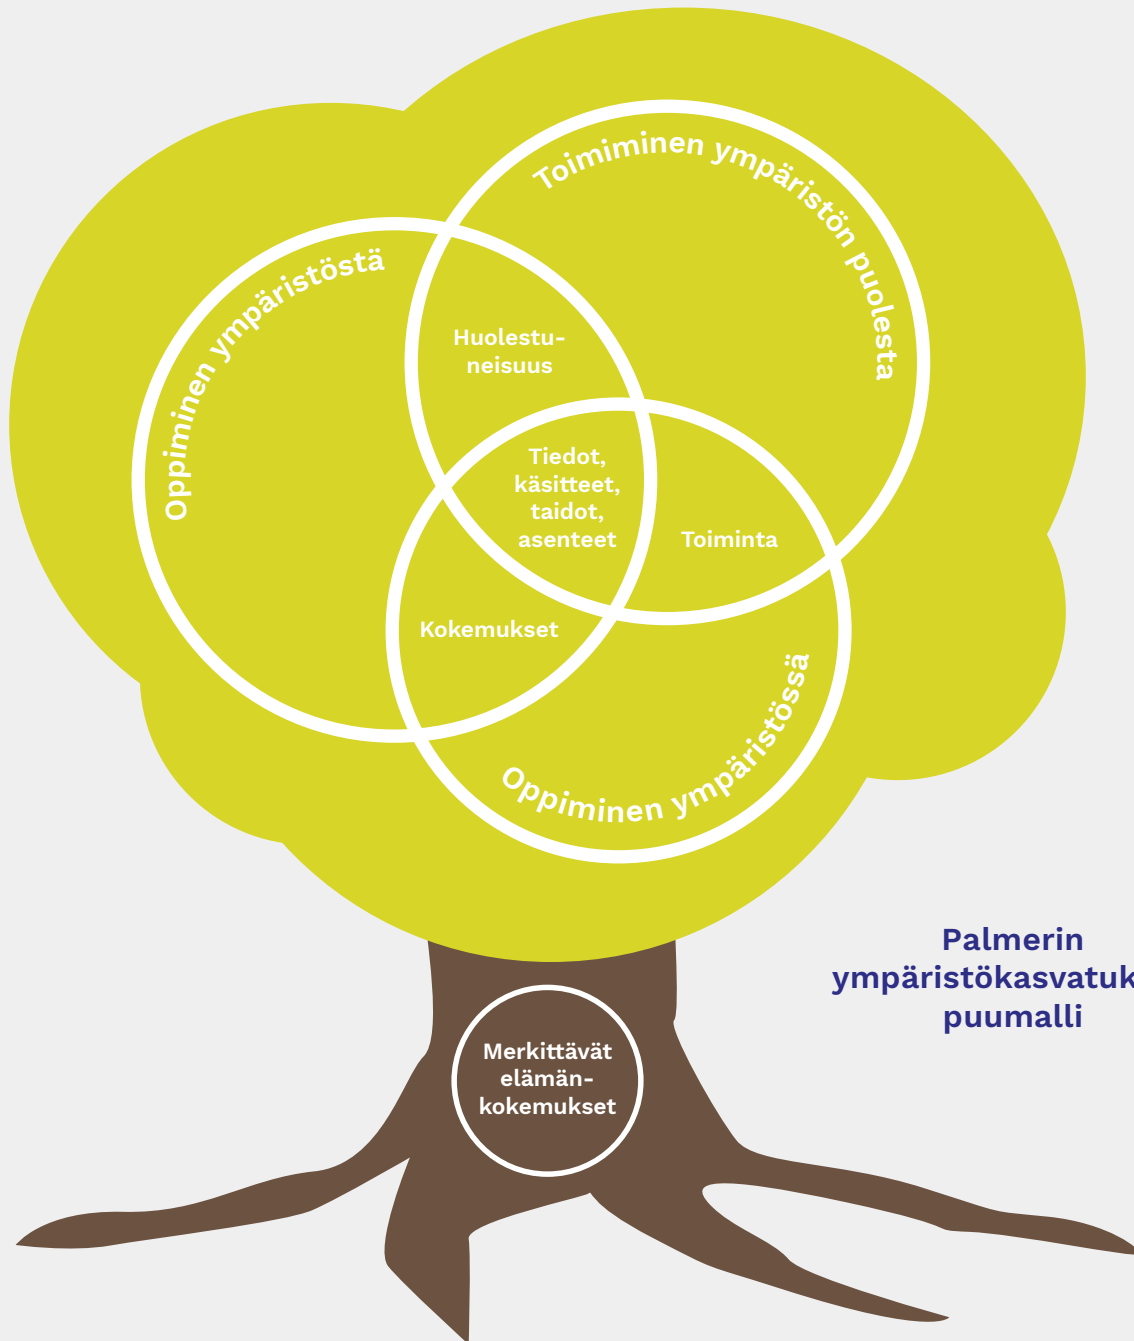 Toimiminen ympäristön puolesta
Oppiminen ympäristöstä
Huolestu-
neisuus
Tiedot,
käsitteet,
taidot,
asenteet
Toiminta
Kokemukset
Oppiminen ympäristössä
Palmerin
puumalli
Merkittävät
elämän-
kokemukset